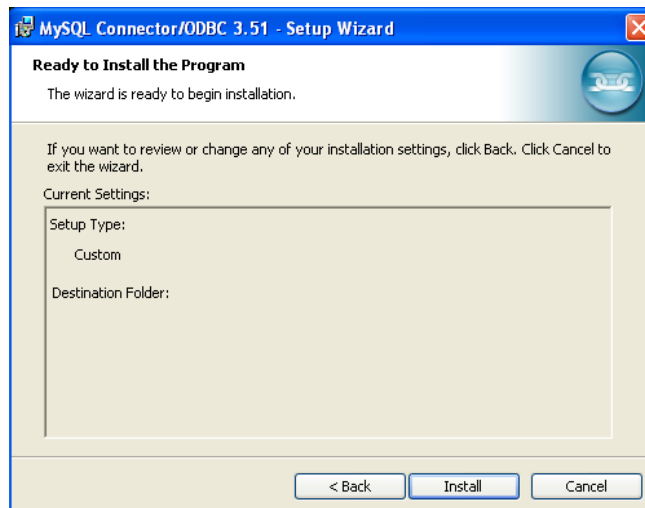 MySQL Connector/ODBC 3.51 - Setup Wizard
Ready to Install the Program
The wizard is ready to begin installation.
If you want to review or change any of your installation settings, click Back. Click Cancel to
exit the wizard.
Current Settings:
Setup Type:
Custom
Destination Folder:
< Back Install Cancel